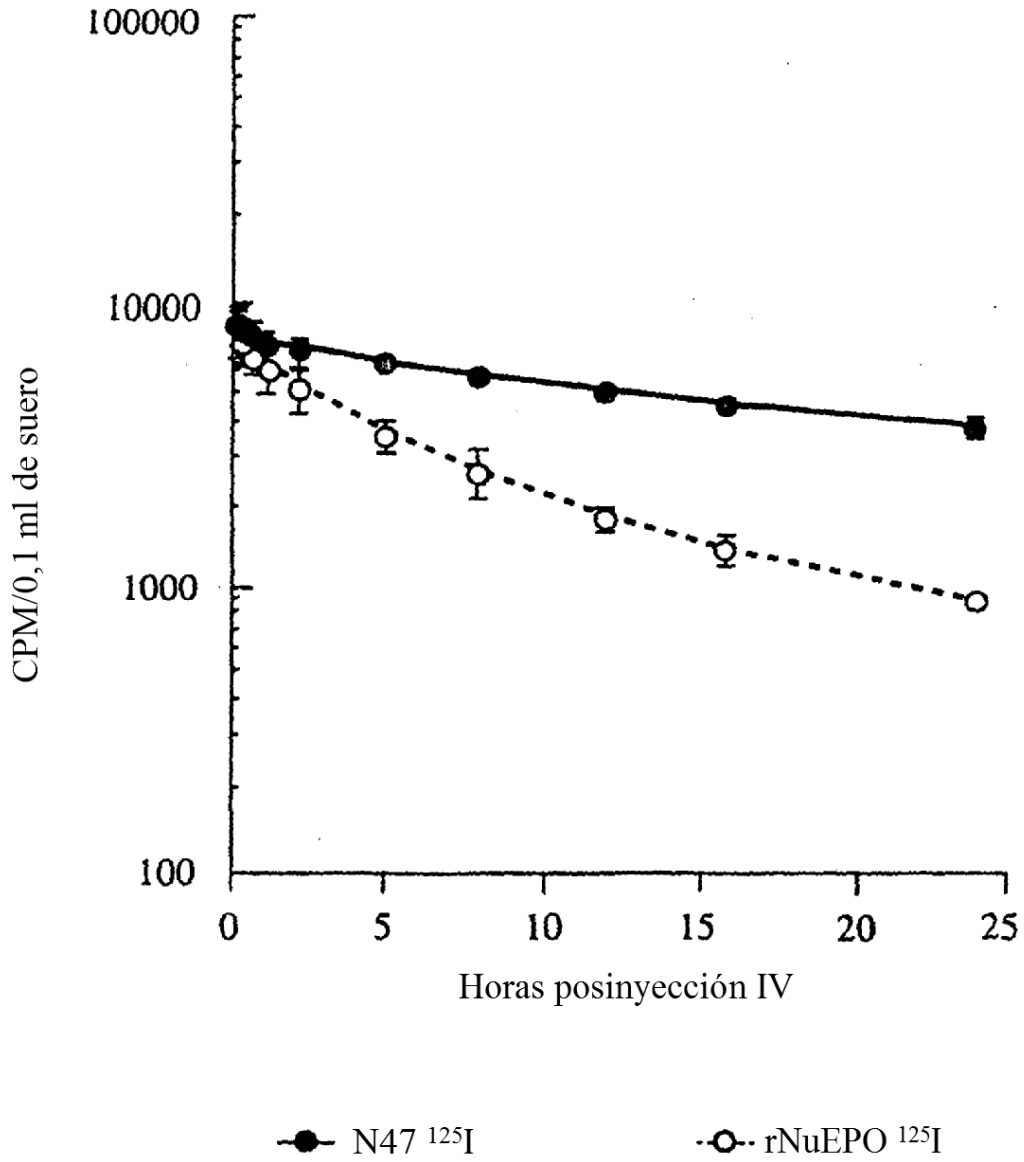 100000
10000
1000
100
CPM/0,1 ml de suero
0 5 10 15 20 25
Horas posinyección IV
N47 ¹²⁵I
rNuEPO ¹²⁵I